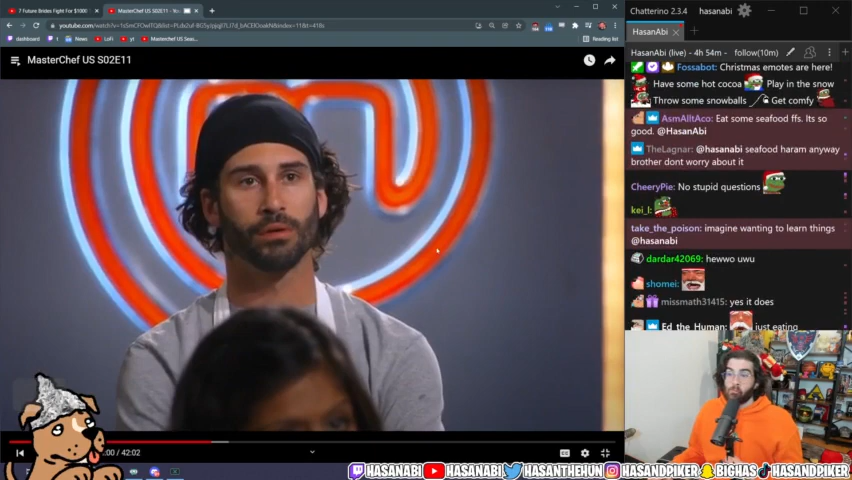 7 Future Brides Fight For $1000
MasterChef US S02E11 - Yo
dashboard
t
News
LoFi
yt
Masterchef Seas...
Reading list
MasterChef US S02E11
:00 / 42:02
Chatterino 2.3.4
hasanabi
HasanAbi
HasanAbi (live) - 4h 54m - follow(10m)
Fossabot: Christmas emotes are here!
Have some hot cocoa
Play in the snow
Throw some snowballs
Get comfy
AsmAlltAco: Eat some seafood ffs. Its so
good. @HasanAbi
TheLagnar: @hasanabi seafood haram anyway
brother dont worry about it
CheeryPie: No stupid questions
kei_l:
take_the_poison: imagine wanting to learn things
@hasanabi
dardar42069: hewwo uwu
shomei:
missmath31415: yes it does
Ed_the_Human: just eating
HASANABI HASANABI HASANTHEHUN HASANDPIKER BIGHAS HASANDPIKER